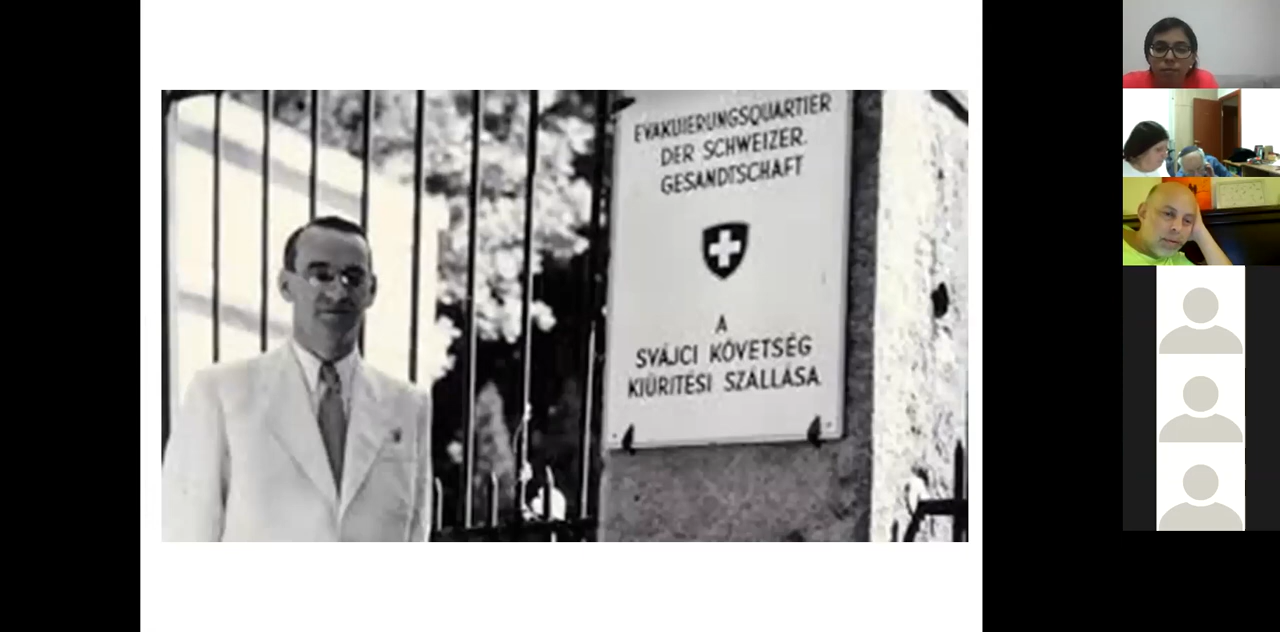 EVAKUIERUNGSQUARTIER
DER SCHWEIZER.
GESANDTSCHAFT
A
SVÁJCI KÖVETSÉG
KIÜRITÉSI SZÁLLÁSA